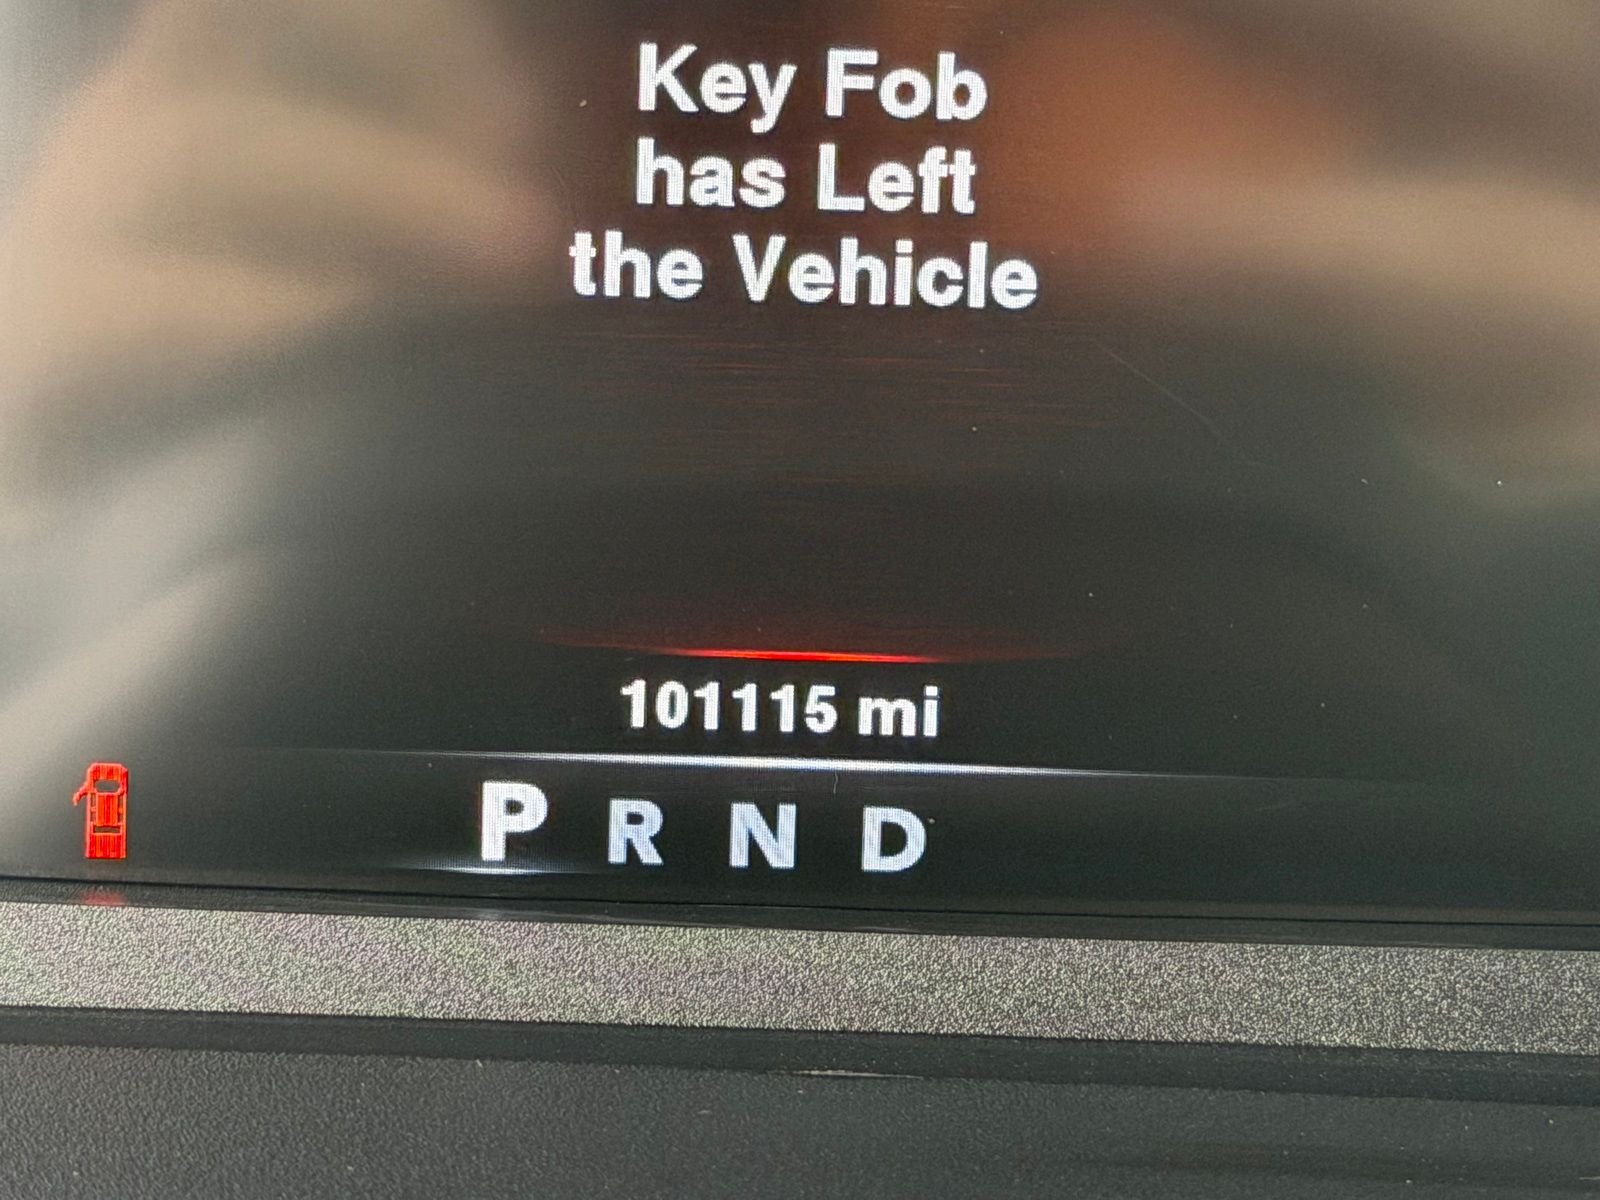 Key Fob
has Left
the Vehicle
101115 mi
P R N D